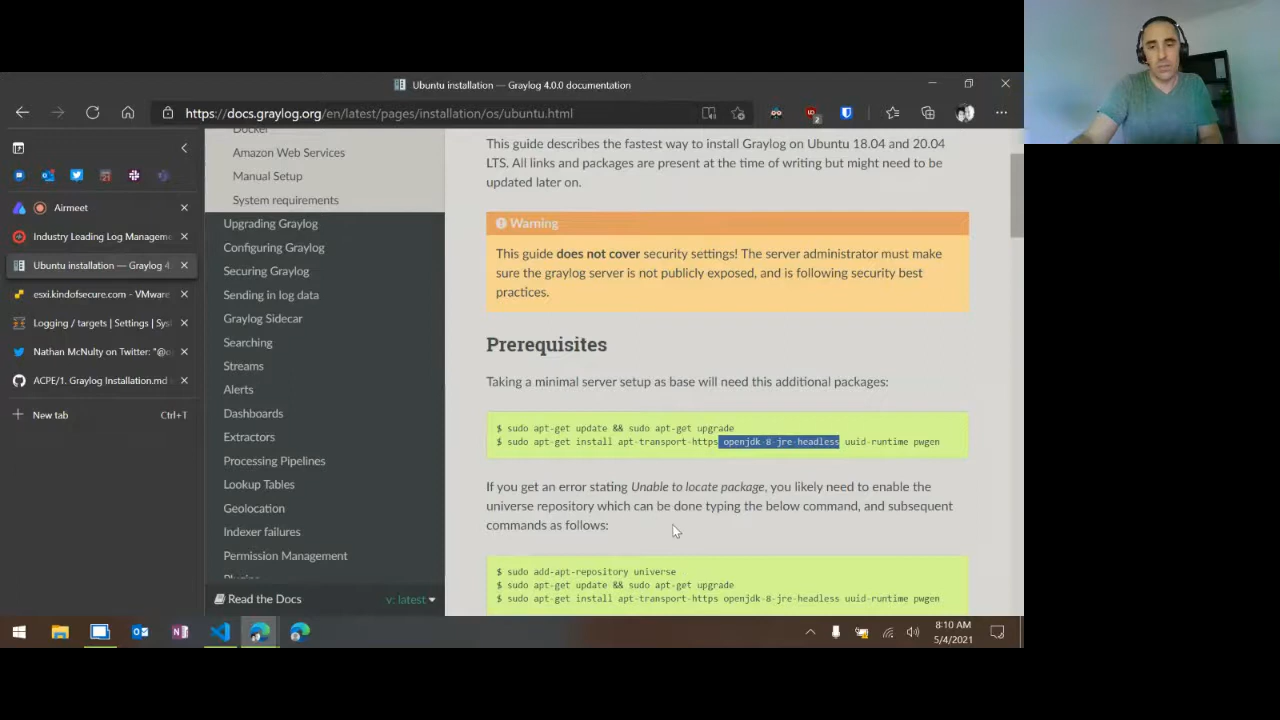 Ubuntu installation — Graylog 4.0.0 documentation
https://docs.graylog.org/en/latest/pages/installation/os/ubuntu.html
2
Airmeet
Industry Leading Log Managem
Ubuntu installation — Graylog 4
esxi.kindofsecure.com - VMware
Logging / targets | Settings | Sys
Nathan McNulty on Twitter: "@o
ACPE/1. Graylog Installation.md
New tab Ctrl+T
Docker
Amazon Web Services
Manual Setup
System requirements
Upgrading Graylog
Configuring Graylog
Securing Graylog
Sending in log data
Graylog Sidecar
Searching
Streams
Alerts
Dashboards
Extractors
Processing Pipelines
Lookup Tables
Geolocation
Indexer failures
Permission Management
Plugins
Read the Docs v: latest
This guide describes the fastest way to install Graylog on Ubuntu 18.04 and 20.04
LTS. All links and packages are present at the time of writing but might need to be
updated later on.
Warning
This guide does not cover security settings! The server administrator must make
sure the graylog server is not publicly exposed, and is following security best
practices.
Prerequisites
Taking a minimal server setup as base will need this additional packages:
$ sudo apt-get update && sudo apt-get upgrade
$ sudo apt-get install apt-transport-https openjdk-8-jre-headless uuid-runtime pwgen
If you get an error stating Unable to locate package, you likely need to enable the
universe repository which can be done typing the below command, and subsequent
commands as follows:
$ sudo add-apt-repository universe
$ sudo apt-get update && sudo apt-get upgrade
$ sudo apt-get install apt-transport-https openjdk-8-jre-headless uuid-runtime pwgen
8:10 AM
5/4/2021